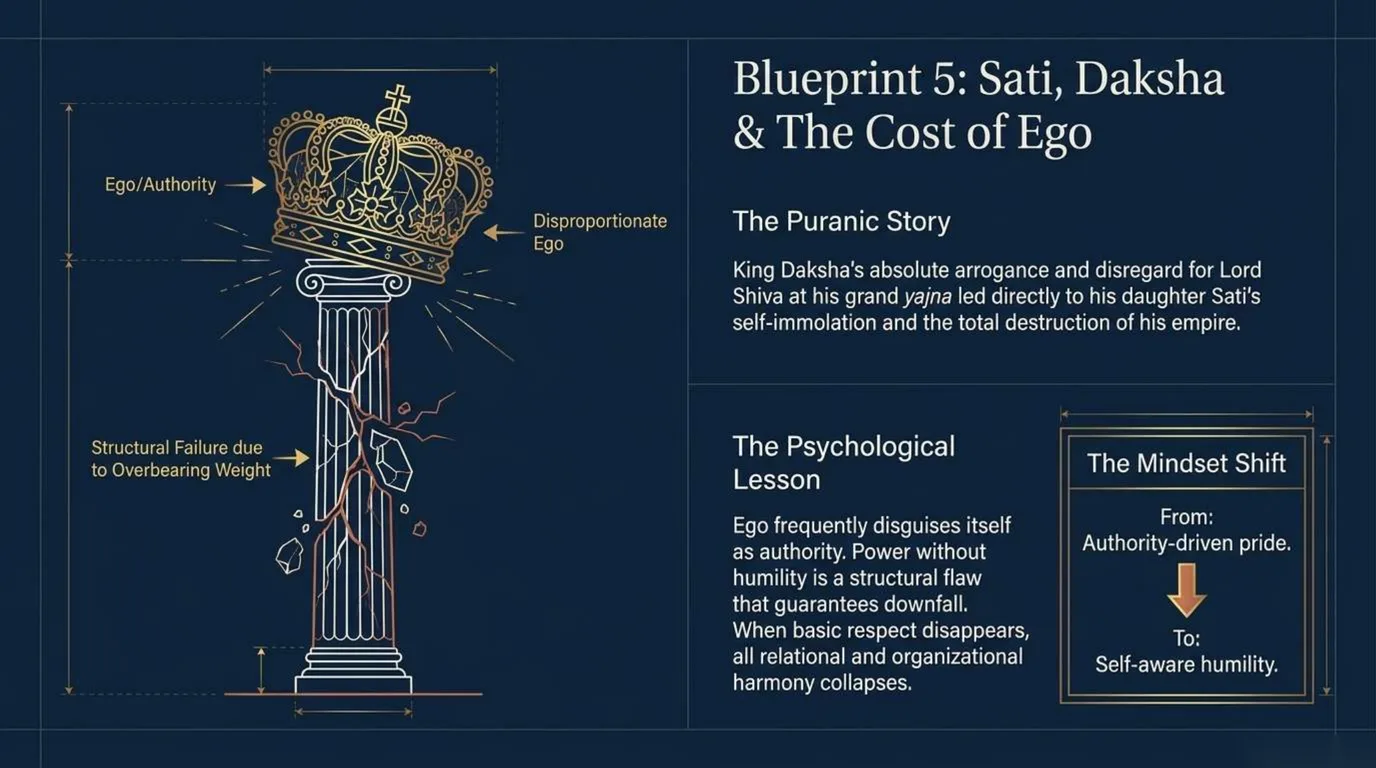 Ego/Authority
Disproportionate
Ego
Structural Failure due
to Overbearing Weight
Blueprint 5: Sati, Daksha
& The Cost of Ego
The Puranic Story
King Daksha's absolute arrogance and disregard for Lord
Shiva at his grand yajna led directly to his daughter Sati's
self-immolation and the total destruction of his empire.
The Psychological
Lesson
Ego frequently disguises itself
as authority. Power without
humility is a structural flaw
that guarantees downfall.
When basic respect disappears,
all relational and organizational
harmony collapses.
The Mindset Shift
From:
Authority-driven pride.
To:
Self-aware humility.